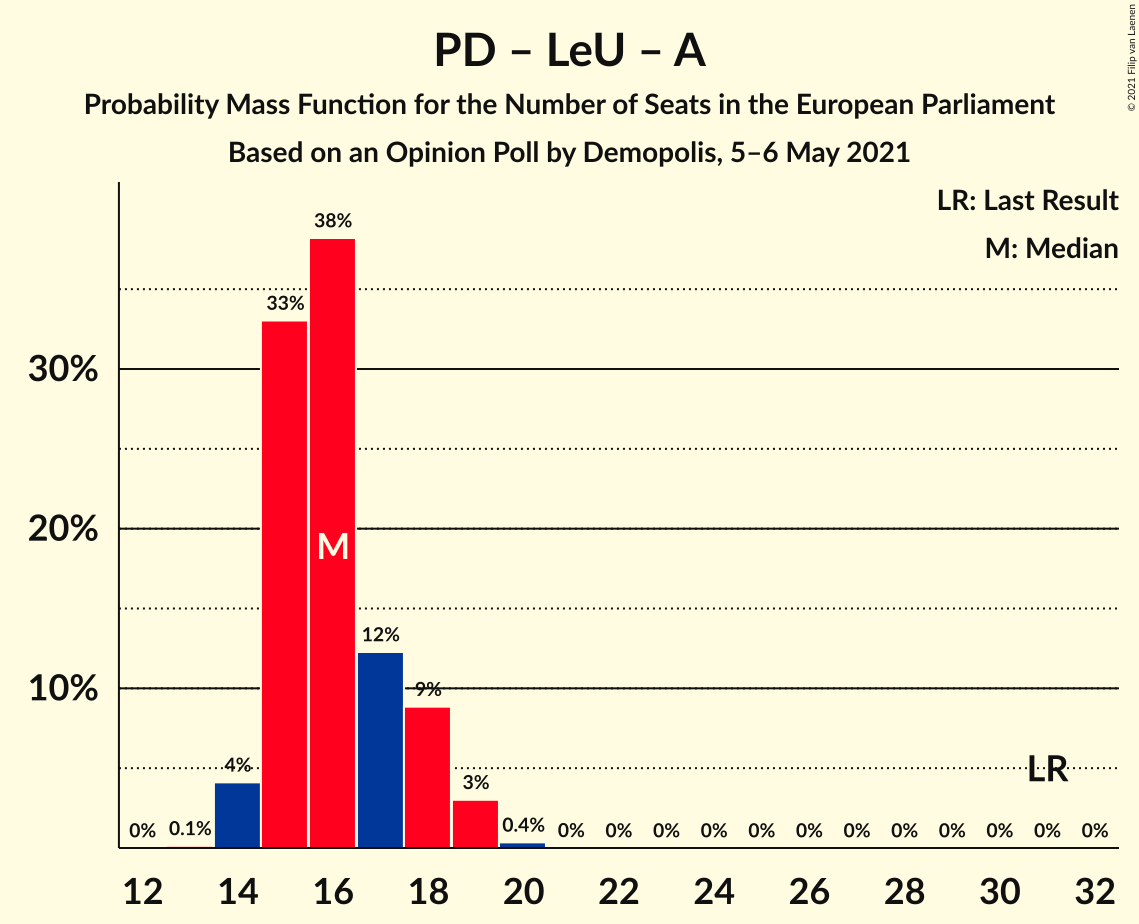 PD – LeU – A
Probability Mass Function for the Number of Seats in the European Parliament
Based on an Opinion Poll by Demopolis, 5–6 May 2021
© 2021 Filip van Laenen
LR: Last Result
M: Median
38%
33%
30%
20%
M
12%
10%
9%
4%
3%
LR
0% 0.1% 0.4% 0% 0% 0% 0% 0% 0% 0% 0% 0% 0% 0% 0%
12 14 16 18 20 22 24 26 28 30 32